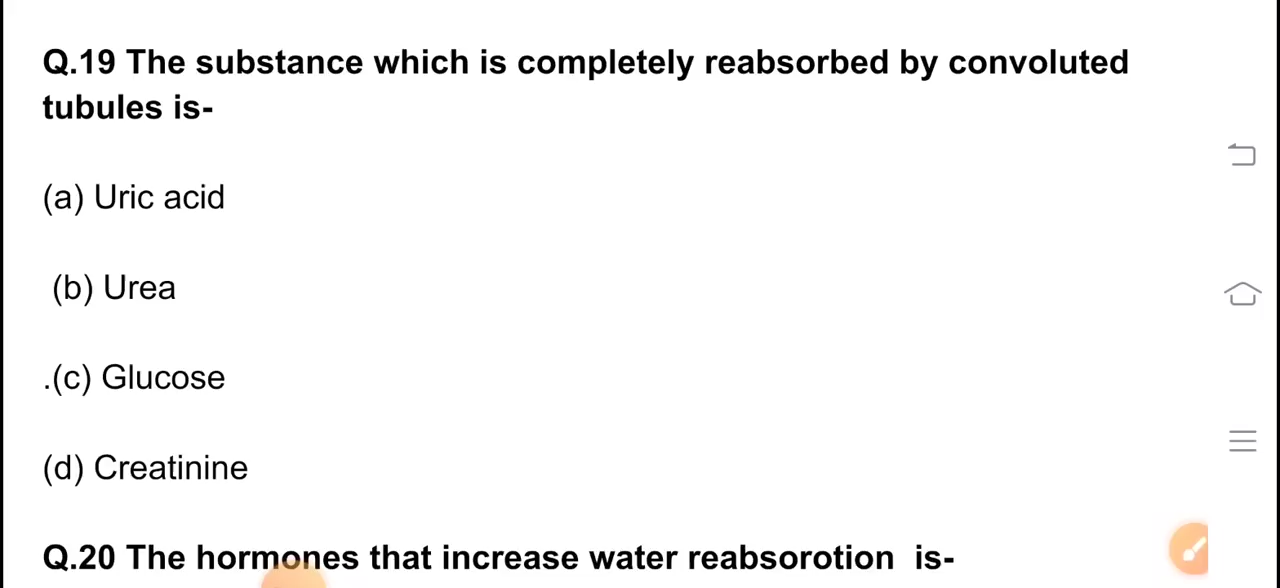 Q.19 The substance which is completely reabsorbed by convoluted
tubules is-
(a) Uric acid
(b) Urea
.(c) Glucose
(d) Creatinine
Q.20 The hormones that increase water reabsorotion is-